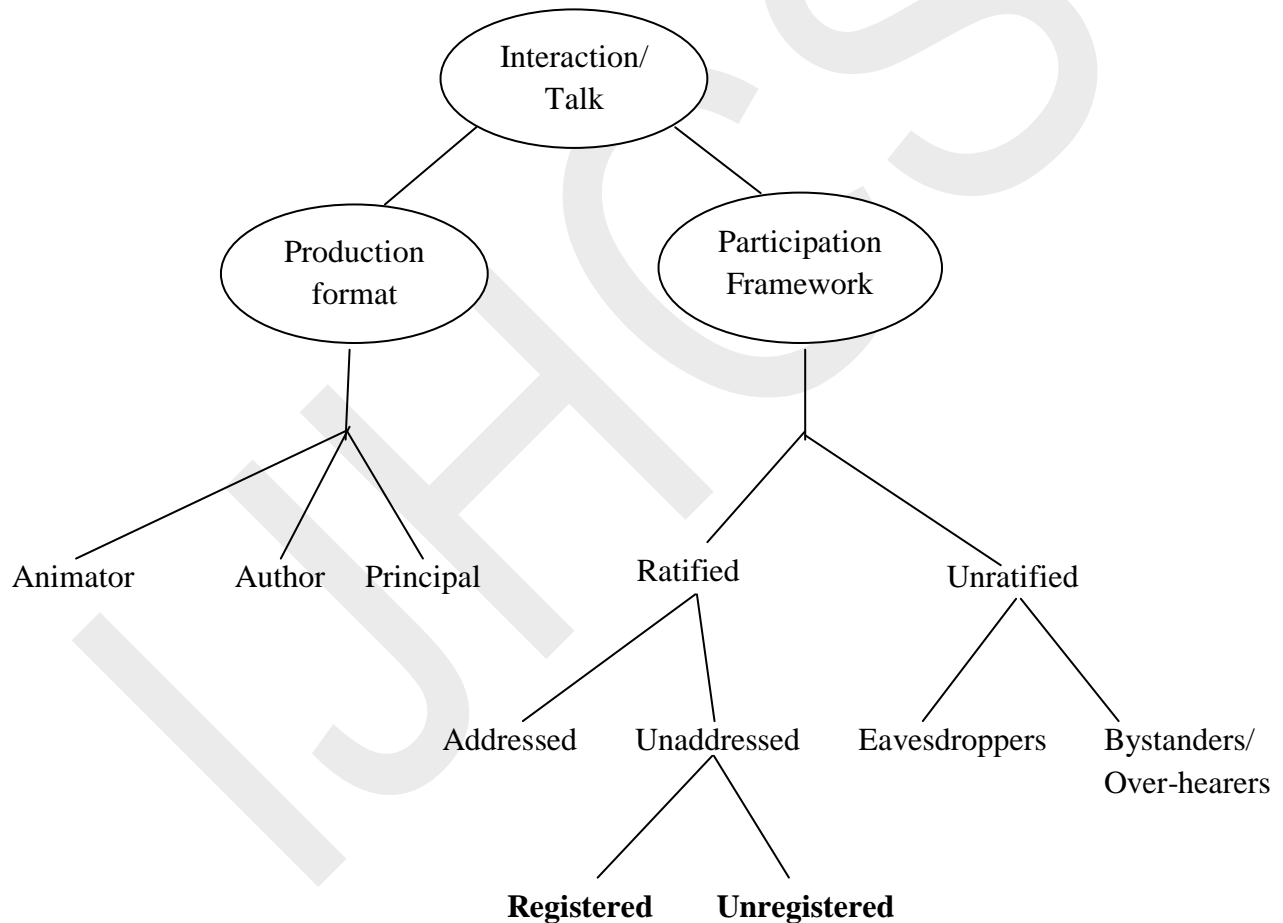 Interaction/
Talk
Production
format
Participation
Framework
Animator
Author
Principal
Ratified
Unratified
Addressed
Unaddressed
Eavesdroppers
Bystanders/
Over-hearers
Registered
Unregistered
IJHCS